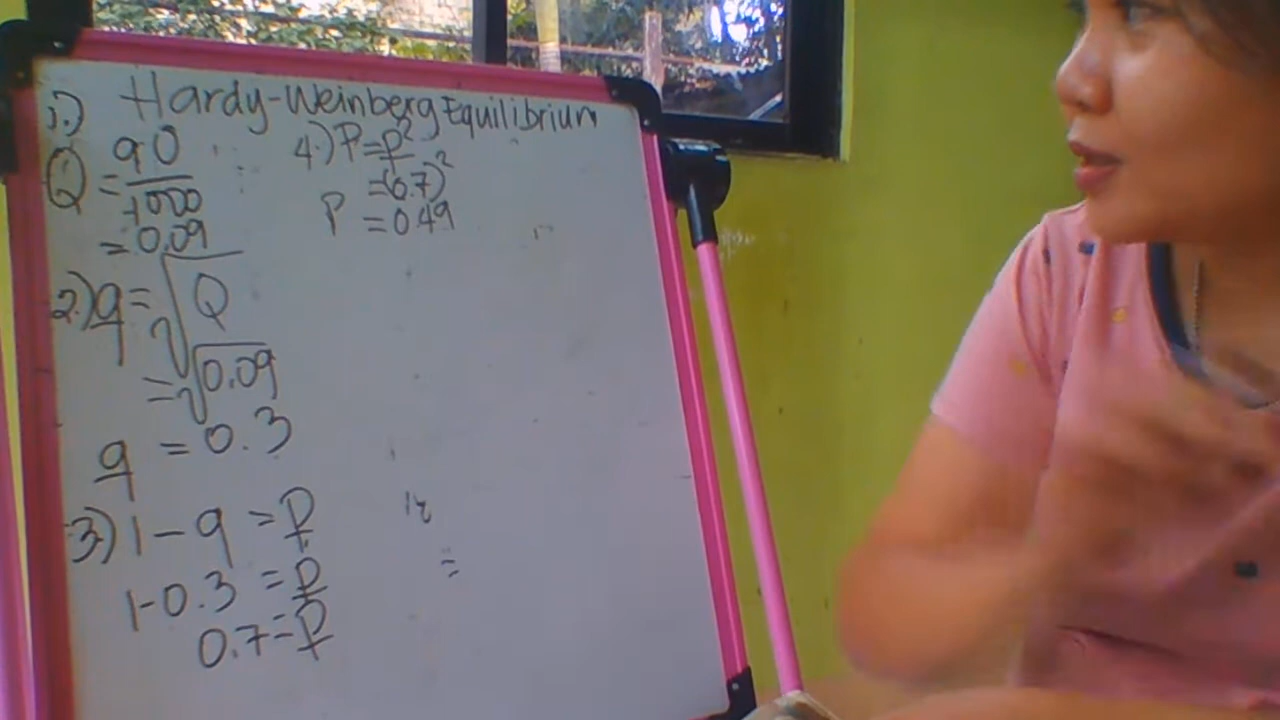 Hardy-Weinberg Equilibrium
1.)
Q = 90/1000
= 0.09
2.) q = √Q
= √0.09
q = 0.3
3.) 1 - q = p
1 - 0.3 = p
0.7 = p
4.) P = p²
= (0.7)²
P = 0.49
=